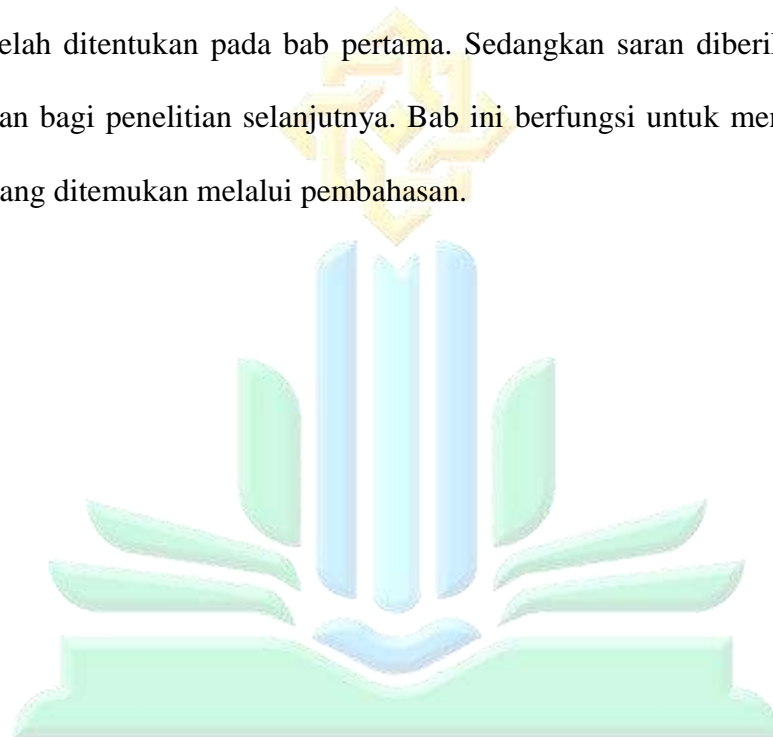 elah ditentukan pada bab pertama. Sedangkan saran diberi
an bagi penelitian selanjutnya. Bab ini berfungsi untuk me
ang ditemukan melalui pembahasan.